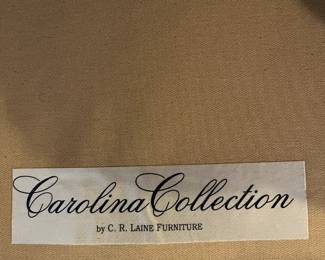 Carolina Collection
by C. R. LAINE FURNITURE